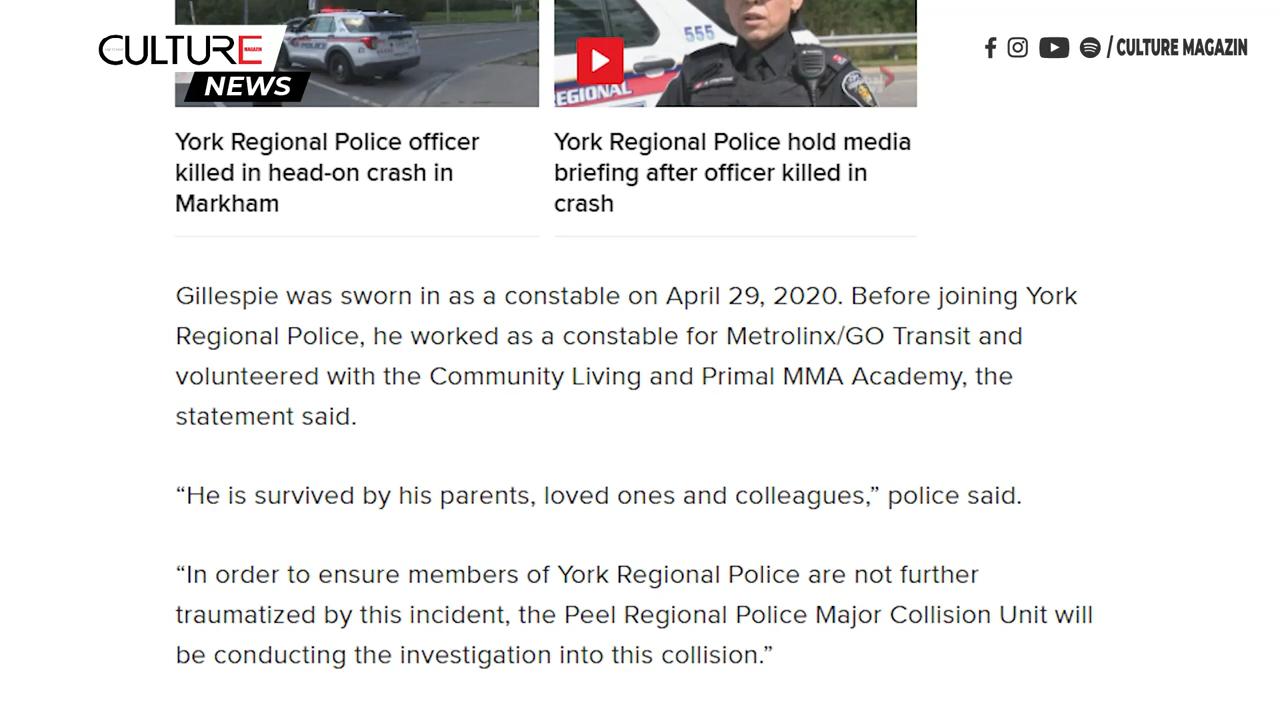 CULTURE
MAGAZIN
NEWS
POLICE
555
REGIONAL
/ CULTURE MAGAZIN
York Regional Police officer
killed in head-on crash in
Markham
York Regional Police hold media
briefing after officer killed in
crash
Gillespie was sworn in as a constable on April 29, 2020. Before joining York
Regional Police, he worked as a constable for Metrolinx/GO Transit and
volunteered with the Community Living and Primal MMA Academy, the
statement said.
“He is survived by his parents, loved ones and colleagues,” police said.
“In order to ensure members of York Regional Police are not further
traumatized by this incident, the Peel Regional Police Major Collision Unit will
be conducting the investigation into this collision.”